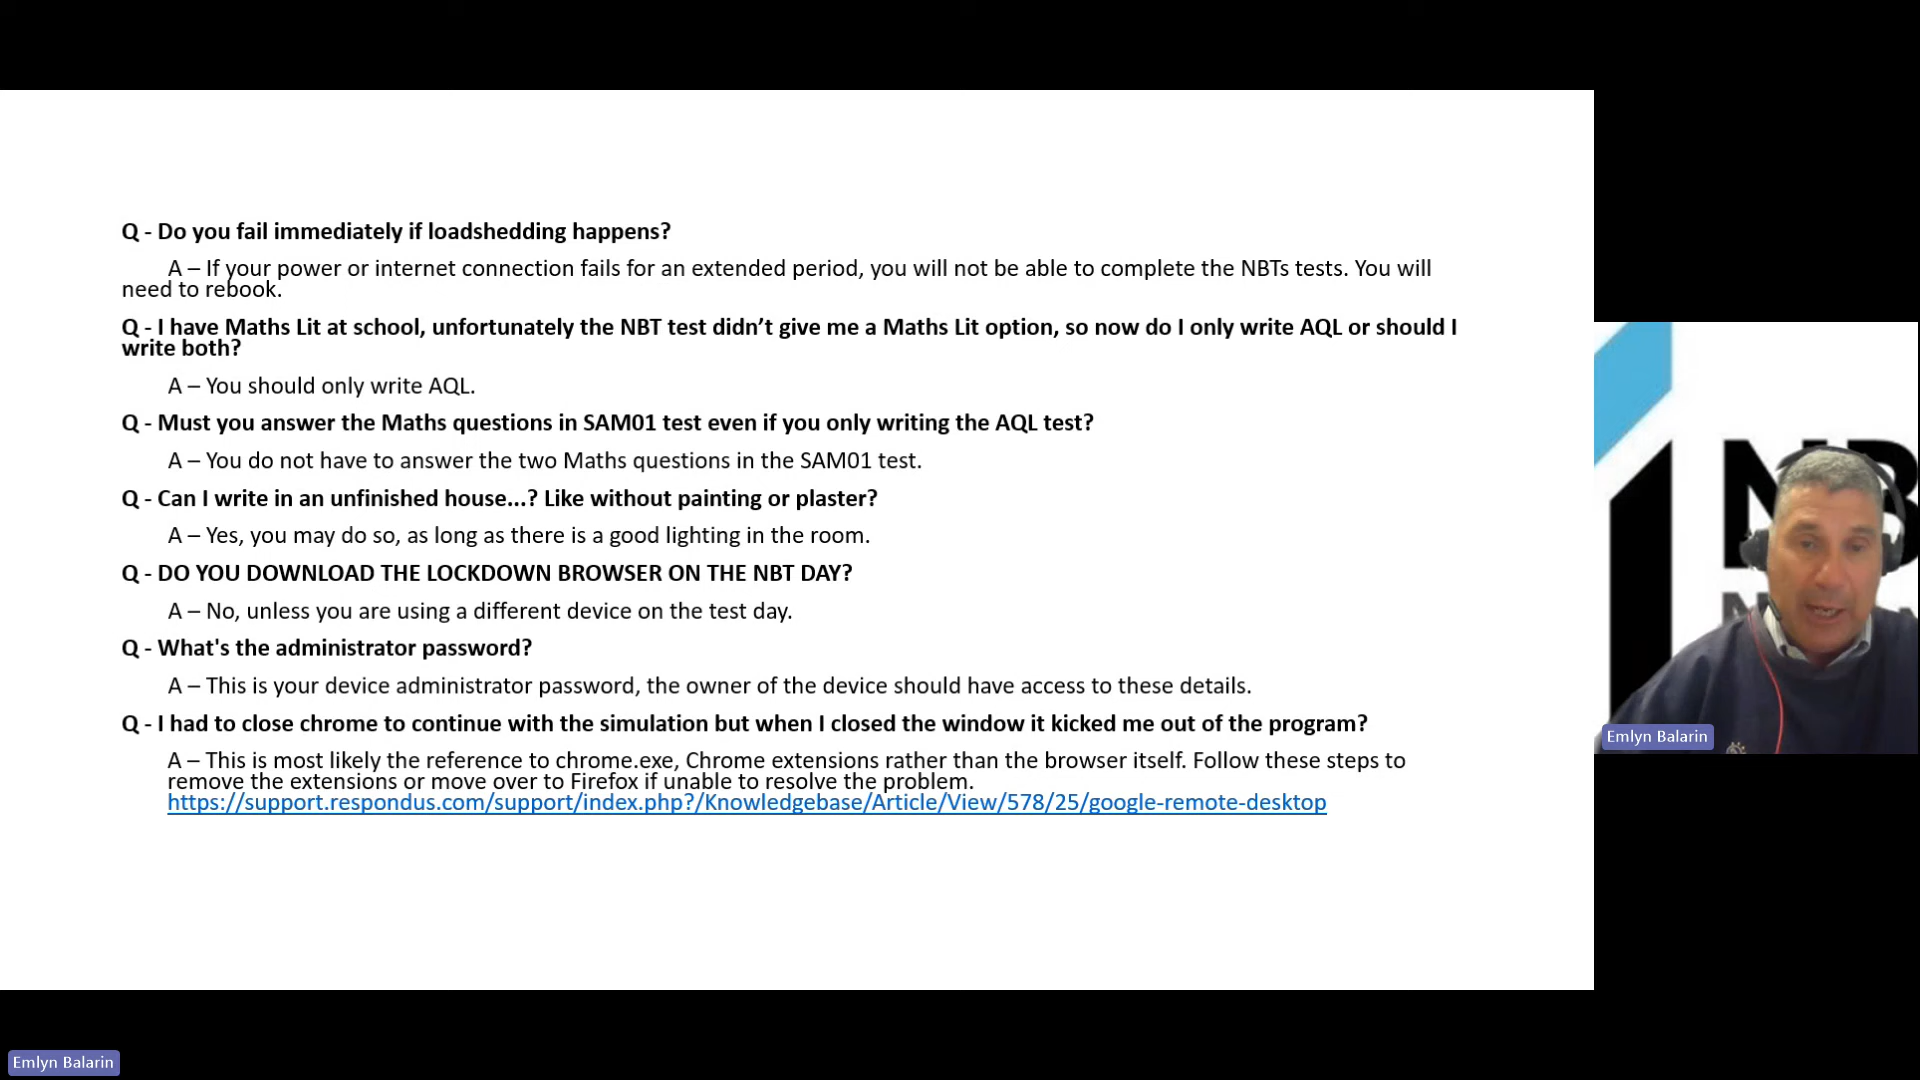 Q - Do you fail immediately if loadshedding happens?
A – If your power or internet connection fails for an extended period, you will not be able to complete the NBTs tests. You will
need to rebook.
Q - I have Maths Lit at school, unfortunately the NBT test didn’t give me a Maths Lit option, so now do I only write AQL or should I
write both?
A – You should only write AQL.
Q - Must you answer the Maths questions in SAM01 test even if you only writing the AQL test?
A – You do not have to answer the two Maths questions in the SAM01 test.
Q - Can I write in an unfinished house...? Like without painting or plaster?
A – Yes, you may do so, as long as there is a good lighting in the room.
Q - DO YOU DOWNLOAD THE LOCKDOWN BROWSER ON THE NBT DAY?
A – No, unless you are using a different device on the test day.
Q - What's the administrator password?
A – This is your device administrator password, the owner of the device should have access to these details.
Q - I had to close chrome to continue with the simulation but when I closed the window it kicked me out of the program?
A – This is most likely the reference to chrome.exe, Chrome extensions rather than the browser itself. Follow these steps to
remove the extensions or move over to Firefox if unable to resolve the problem.
https://support.respondus.com/support/index.php?/Knowledgebase/Article/View/578/25/google-remote-desktop
NB
Emlyn Balarin
Emlyn Balarin